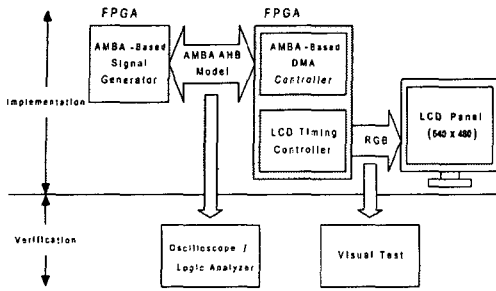 FPGA
FPGA
AMBA-Based
Signal
Generator
AMBA AHB
Model
AMBA-Based
DMA
Controller
LCD Timing
Controller
RGB
LCD Panel
(640 x 480)
Implementation
Verification
Oscilloscope /
Logic Analyzer
Visual Test